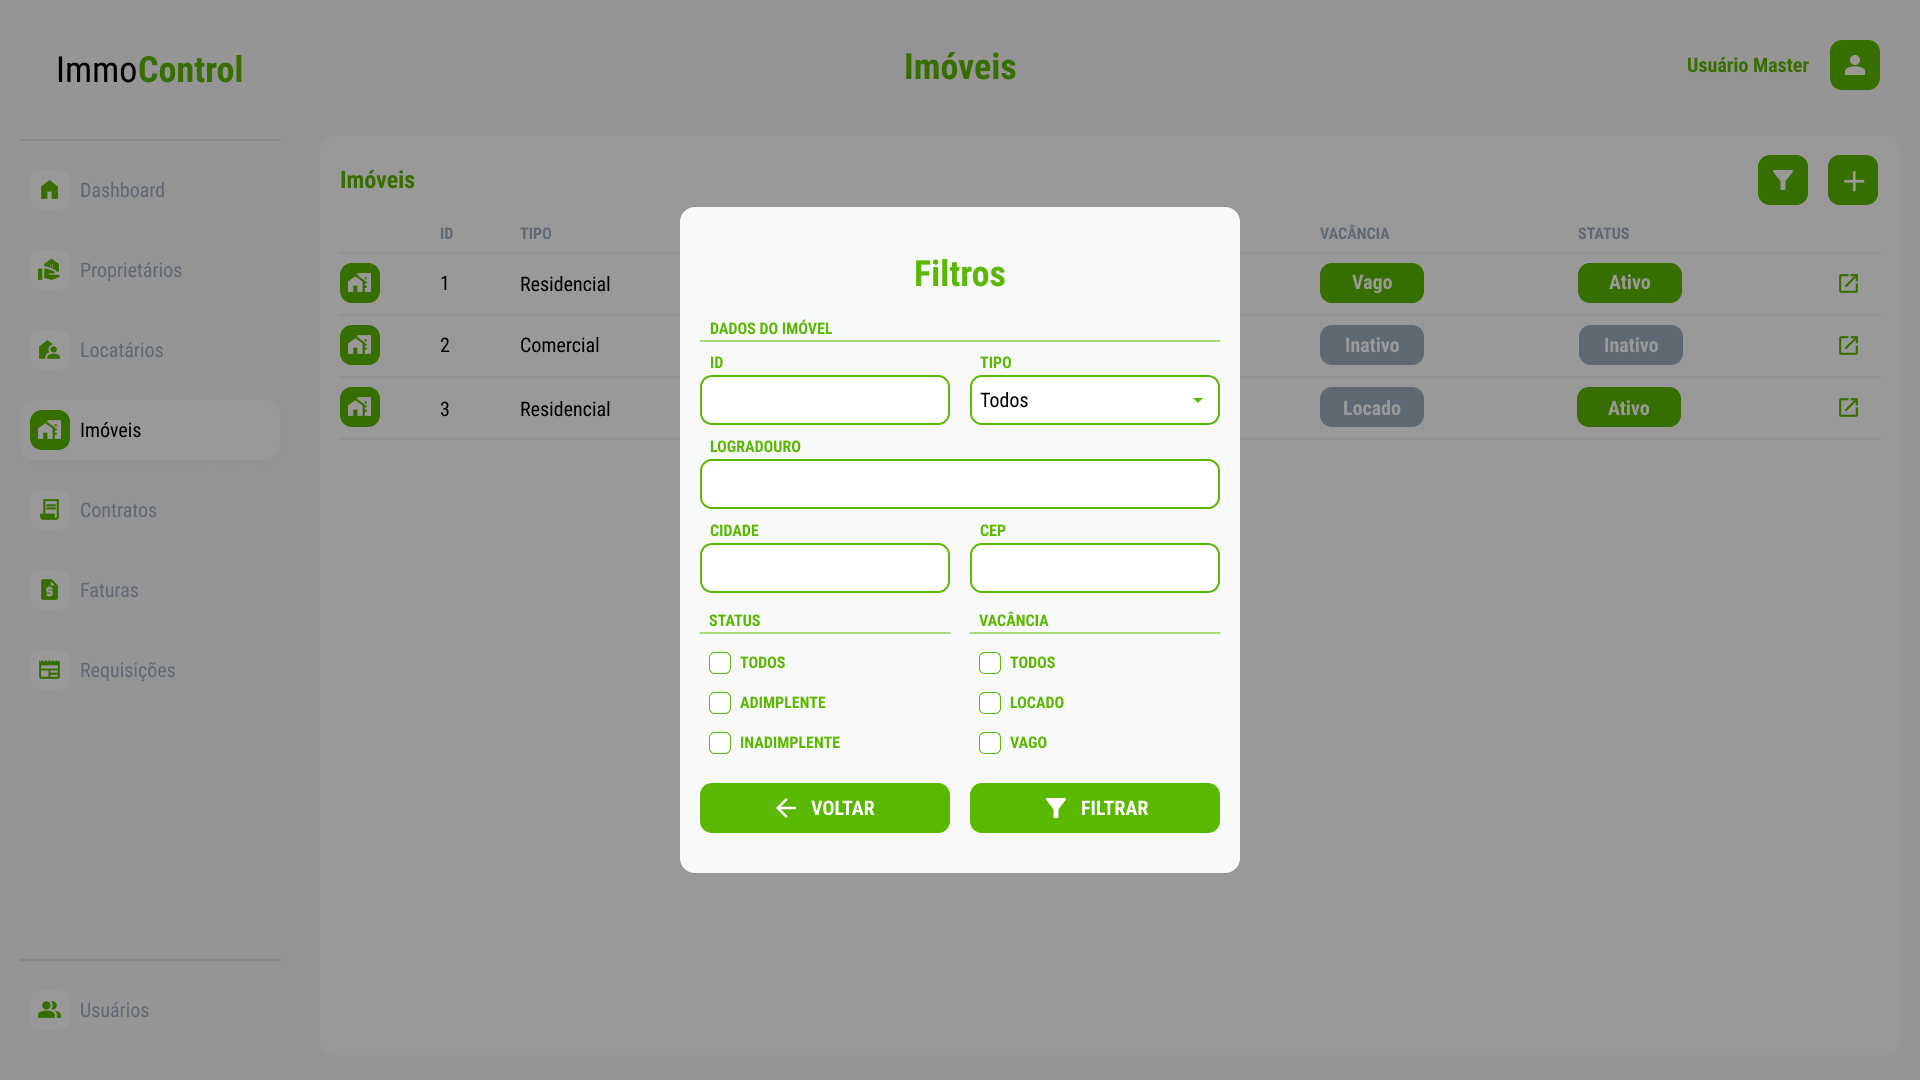 ImmoControl
Imóveis
Usuário Master
Dashboard
Proprietários
Locatários
Imóveis
Contratos
Faturas
Requisições
Usuários
Imóveis
ID TIPO VACÂNCIA STATUS
1 Residencial Vago Ativo
2 Comercial Inativo Inativo
3 Residencial Locado Ativo
Filtros
DADOS DO IMÓVEL
ID TIPO
Todos
LOGRADOURO
CIDADE CEP
STATUS VACÂNCIA
TODOS TODOS
ADIMPLENTE LOCADO
INADIMPLENTE VAGO
VOLTAR FILTRAR